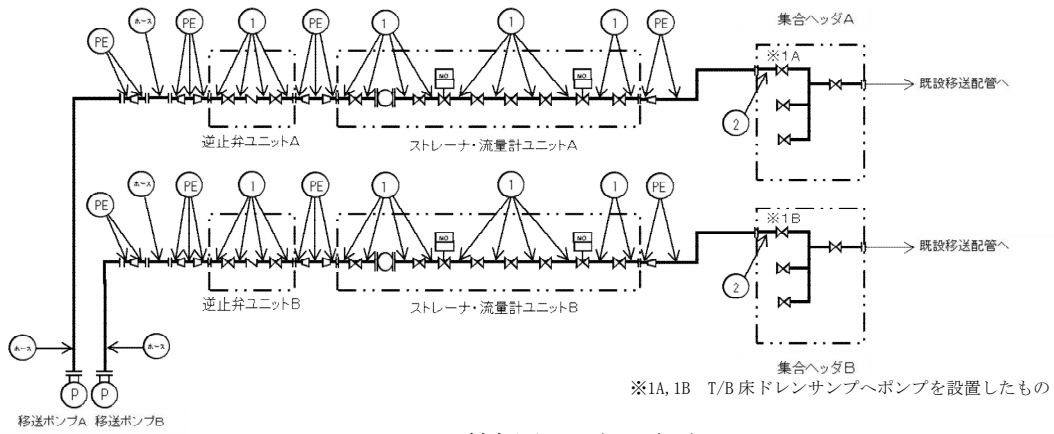 集合ヘッダA
PE ホース PE 1 PE 1 1 1 PE
※1A
MO MO
既設移送配管へ
2
逆止弁ユニットA
ストレーナ・流量計ユニットA
PE ホース PE 1 PE 1 1 1 PE
※1B
MO MO
既設移送配管へ
2
逆止弁ユニットB
ストレーナ・流量計ユニットB
ホース ホース
集合ヘッダB
※1A,1B T/B 床ドレンサンプへポンプを設置したもの
P P
移送ポンプA 移送ポンプB